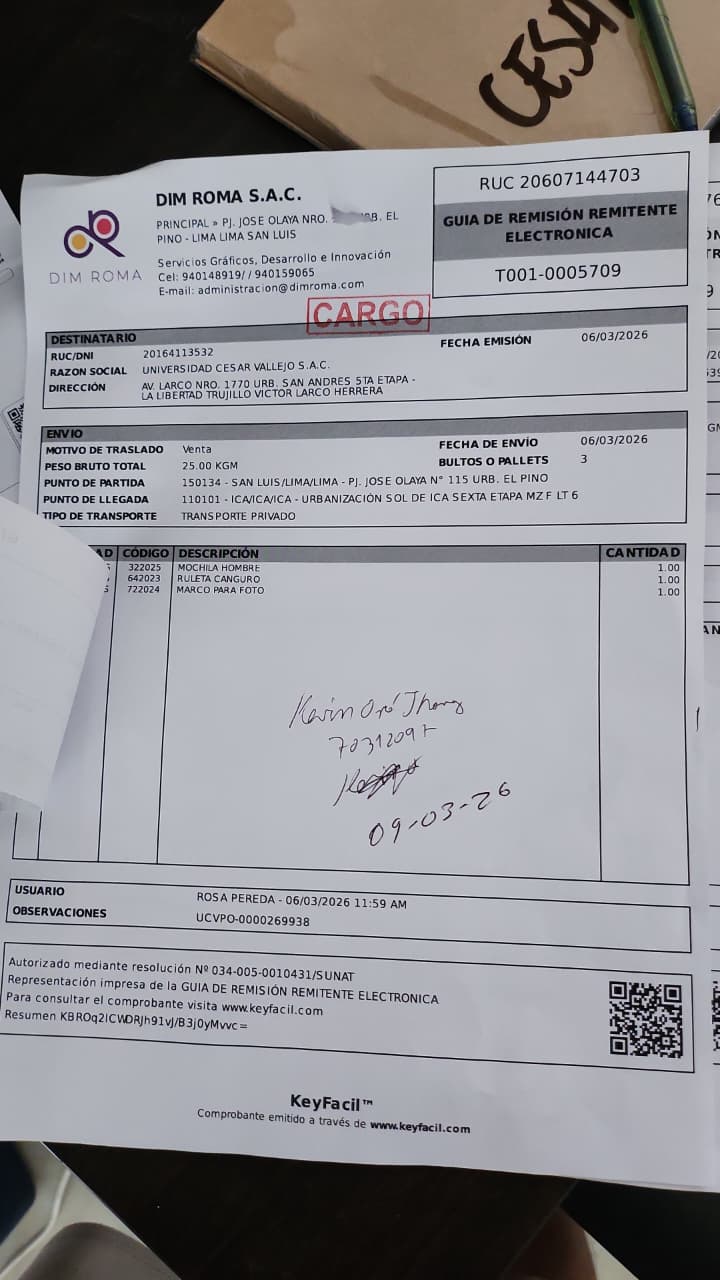 CESA
DIM ROMA
DIM ROMA S.A.C.
PRINCIPAL » PJ. JOSE OLAYA NRO. URB. EL
PINO - LIMA LIMA SAN LUIS
Servicios Gráficos, Desarrollo e Innovación
Cel: 940148919/ / 940159065
E-mail: administracion@dimroma.com
RUC 20607144703
GUIA DE REMISIÓN REMITENTE
ELECTRONICA
T001-0005709
CARGO
DESTINATARIO
RUC/DNI 20164113532
FECHA EMISIÓN 06/03/2026
RAZON SOCIAL UNIVERSIDAD CESAR VALLEJO S.A.C.
DIRECCIÓN AV. LARCO NRO. 1770 URB. SAN ANDRES 5TA ETAPA -
LA LIBERTAD TRUJILLO VICTOR LARCO HERRERA
ENVIO
MOTIVO DE TRASLADO Venta FECHA DE ENVÍO 06/03/2026
PESO BRUTO TOTAL 25.00 KGM BULTOS O PALLETS 3
PUNTO DE PARTIDA 150134 - SAN LUIS/LIMA/LIMA - PJ. JOSE OLAYA N° 115 URB. EL PINO
PUNTO DE LLEGADA 110101 - ICA/ICA/ICA - URBANIZACIÓN SOL DE ICA SEXTA ETAPA MZ F LT 6
TIPO DE TRANSPORTE TRANSPORTE PRIVADO
AD CÓDIGO DESCRIPCIÓN CANTIDAD
322025 MOCHILA HOMBRE 1.00
642023 RULETA CANGURO 1.00
722024 MARCO PARA FOTO 1.00
Kevin
09-03-26
USUARIO ROSA PEREDA - 06/03/2026 11:59 AM
OBSERVACIONES UCVPO-0000269938
Autorizado mediante resolución Nº 034-005-0010431/SUNAT
Representación impresa de la GUIA DE REMISIÓN REMITENTE ELECTRONICA
Para consultar el comprobante visita www.keyfacil.com
Resumen
KeyFacil™
Comprobante emitido a través de www.keyfacil.com